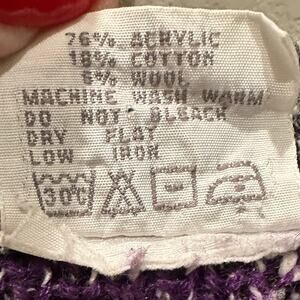 76% ACRYLIC
18% COTTON
6% WOOL
MACHINE WASH WARM
DO NOT BLEACH
DRY FLAT
LOW IRON
30°C